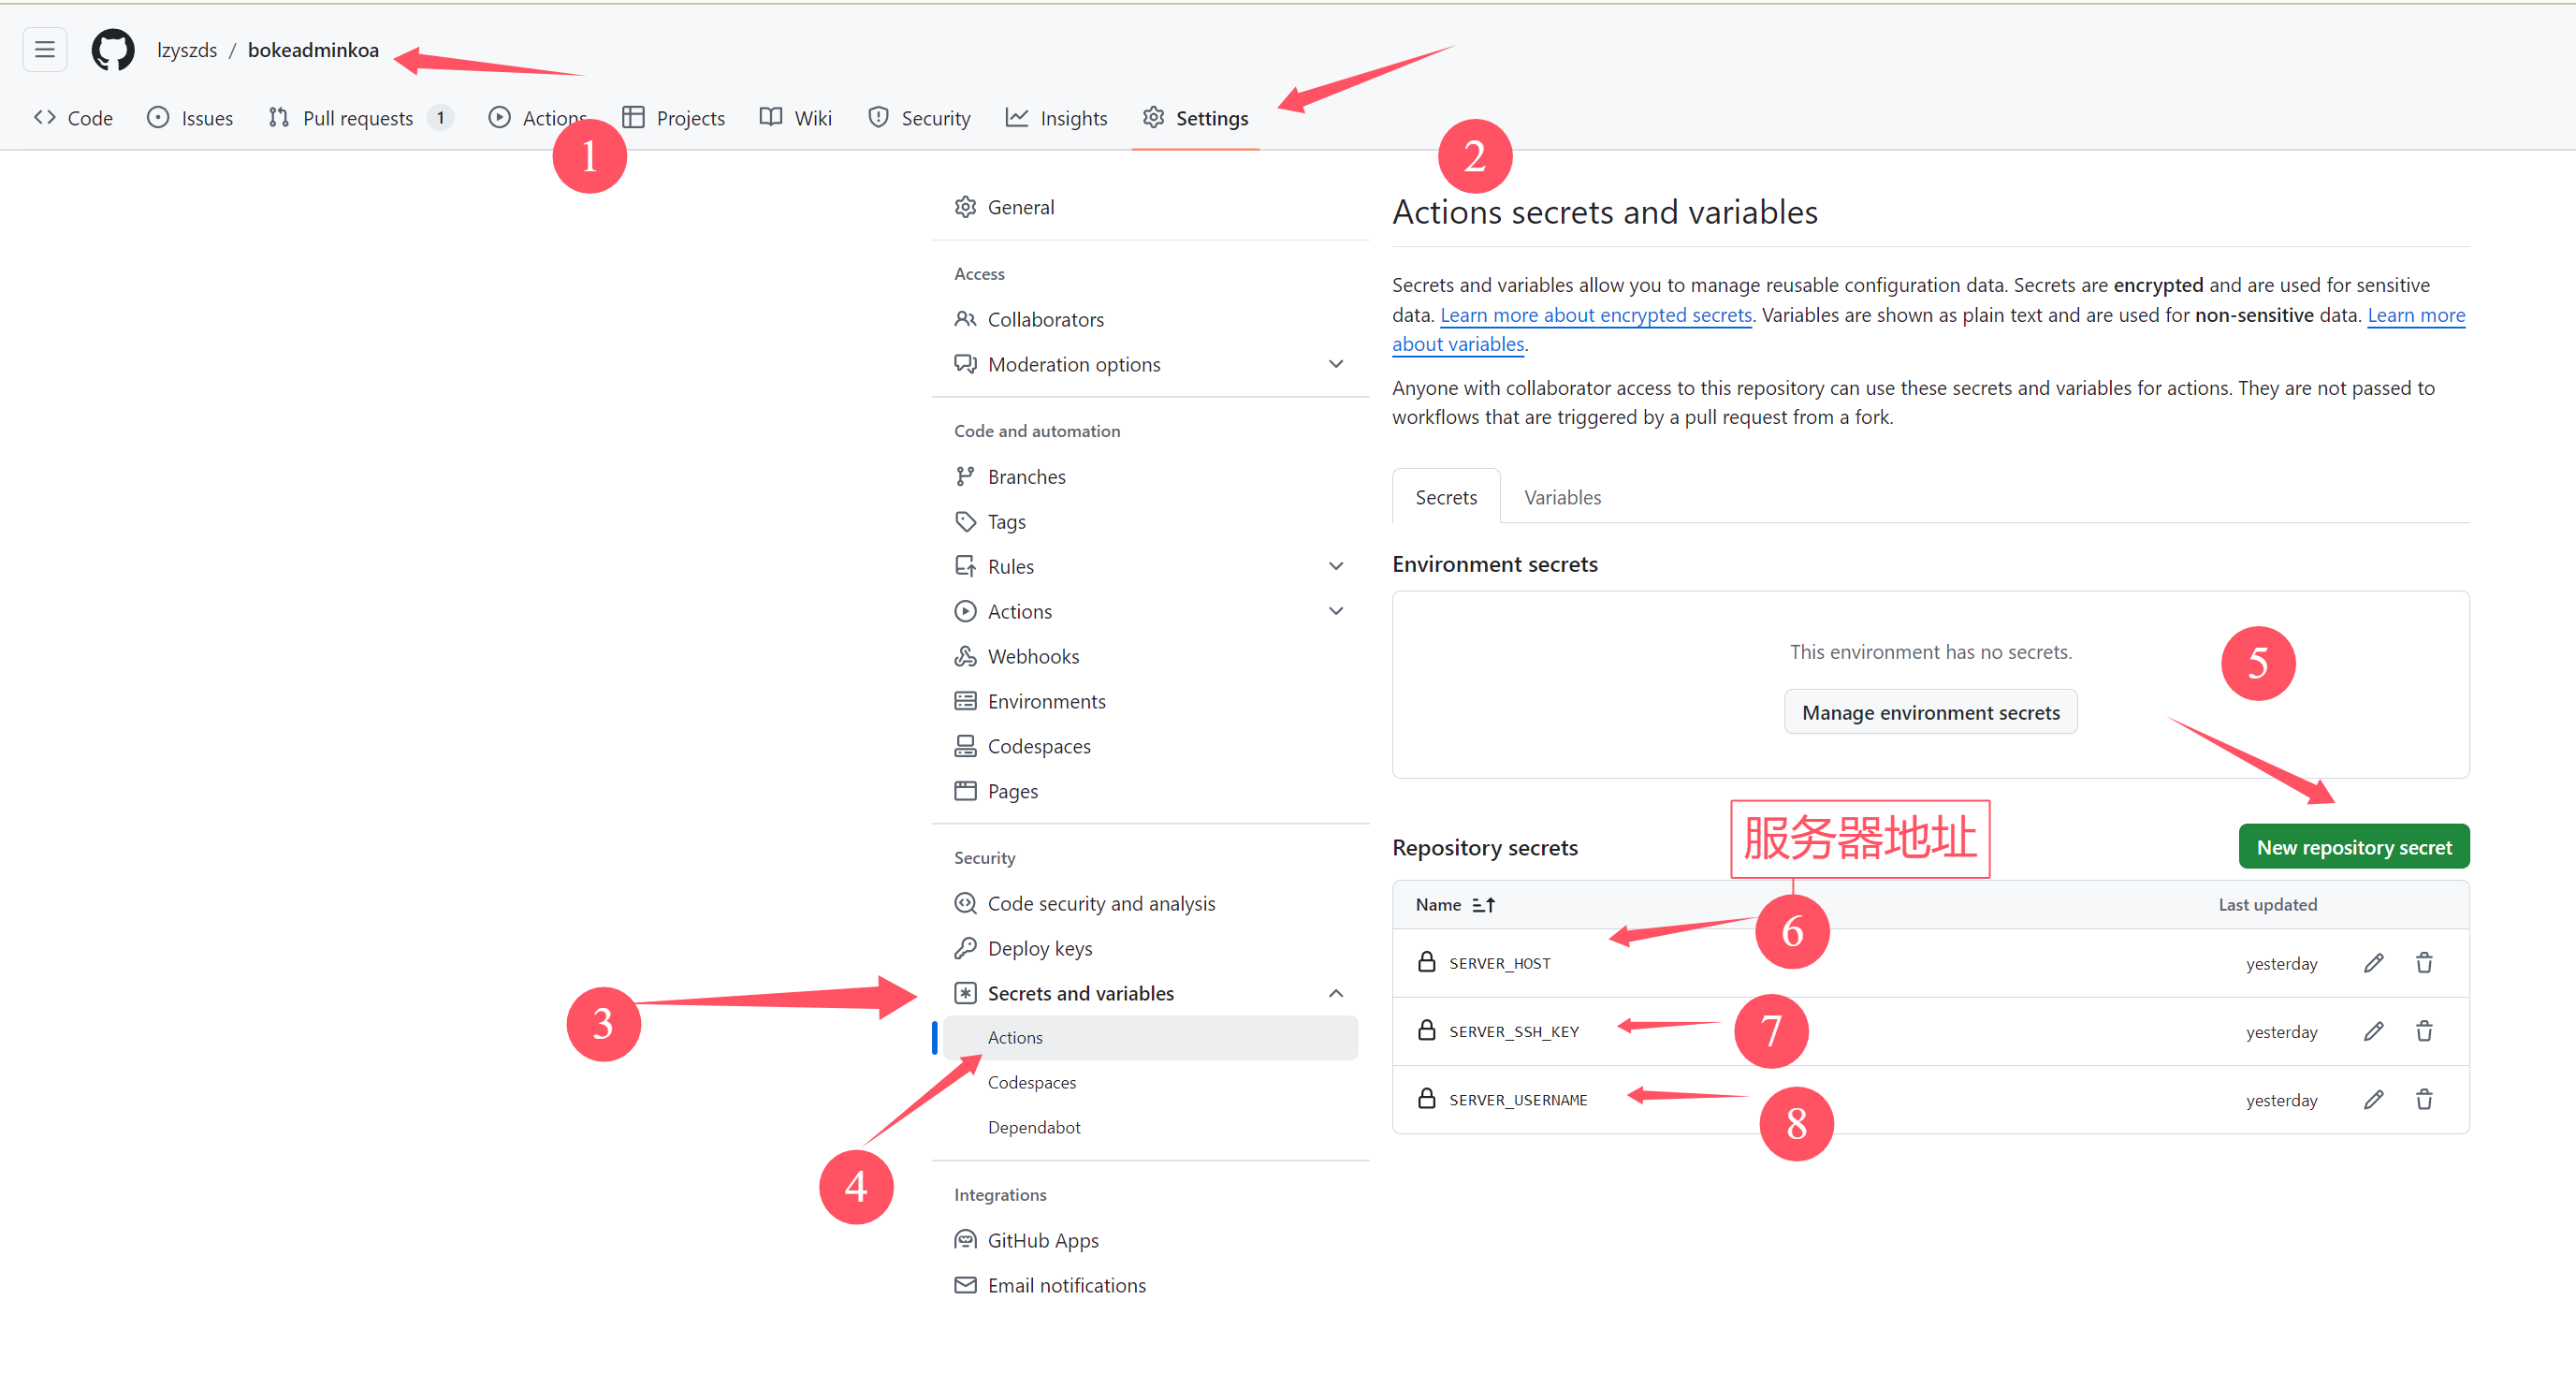 lzyszds / bokeadminkoa
Code Issues Pull requests 1 Actions Projects Wiki Security Insights Settings
1
2
General
Access
Collaborators
Moderation options
Code and automation
Branches
Tags
Rules
Actions
Webhooks
Environments
Codespaces
Pages
Security
Code security and analysis
Deploy keys
3
Secrets and variables
Actions
Codespaces
Dependabot
4
Integrations
GitHub Apps
Email notifications
Actions secrets and variables
Secrets and variables allow you to manage reusable configuration data. Secrets are encrypted and are used for sensitive
data. Learn more about encrypted secrets. Variables are shown as plain text and are used for non-sensitive data. Learn more
about variables.
Anyone with collaborator access to this repository can use these secrets and variables for actions. They are not passed to
workflows that are triggered by a pull request from a fork.
Secrets Variables
Environment secrets
This environment has no secrets.
5
Manage environment secrets
服务器地址
Repository secrets
New repository secret
Name Last updated
6
SERVER_HOST yesterday
SERVER_SSH_KEY 7 yesterday
SERVER_USERNAME yesterday
8